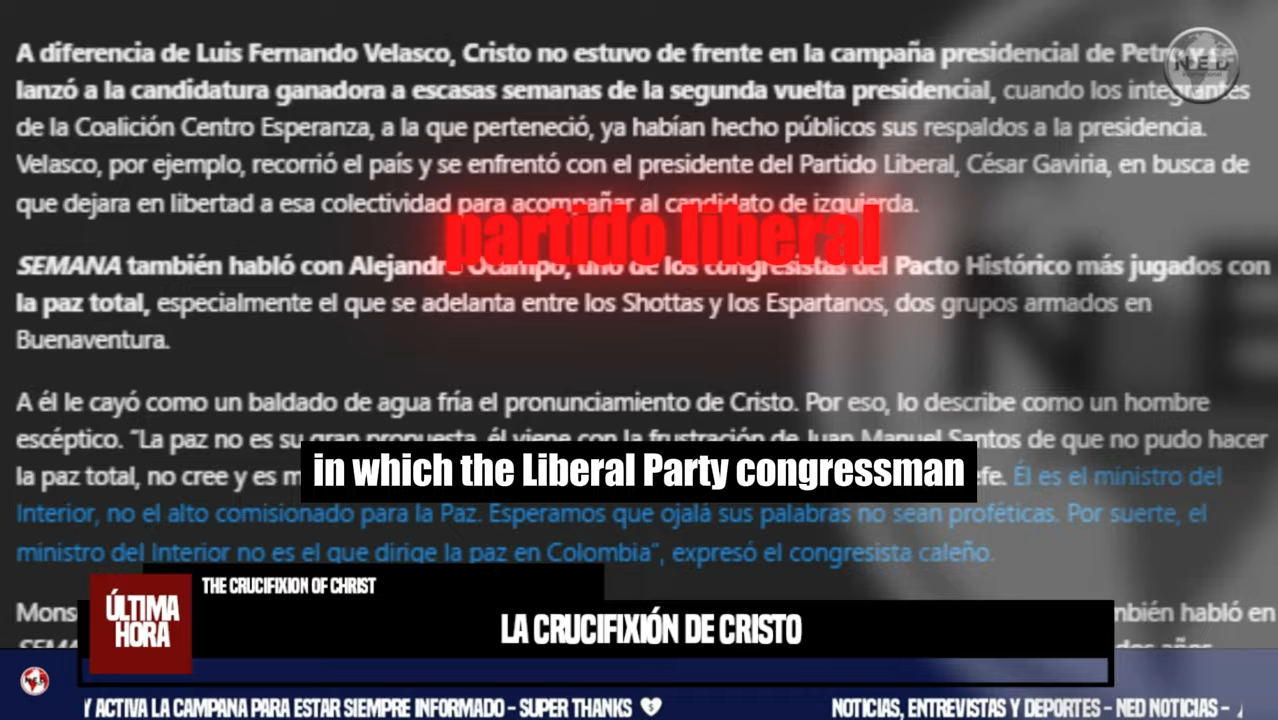 A diferencia de Luis Fernando Velasco, Cristo no estuvo de frente en la campaña presidencial de Petro y se
lanzó a la candidatura ganadora a escasas semanas de la segunda vuelta presidencial, cuando los integrantes
de la Coalición Centro Esperanza, a la que perteneció, ya habían hecho públicos sus respaldos a la presidencia.
Velasco, por ejemplo, recorrió el país y se enfrentó con el presidente del Partido Liberal, César Gaviria, en busca de
que dejara en libertad a esa colectividad para acompañar al candidato de izquierda.
partido liberal
SEMANA también habló con Alejandro Ocampo, uno de los congresistas del Pacto Histórico más jugados con
la paz total, especialmente el que se adelanta entre los Shottas y los Espartanos, dos grupos armados en
Buenaventura.
A él le cayó como un baldado de agua fría el pronunciamiento de Cristo. Por eso, lo describe como un hombre
escéptico. "La paz no es su gran propuesta, él viene con la frustración de Juan Manuel Santos de que no pudo hacer
la paz total, no cree y es Él es el ministro del
in which the Liberal Party congressman
Interior, no el alto comisionado para la Paz. Esperamos que ojalá sus palabras no sean proféticas. Por suerte, el
ministro del Interior no es el que dirige la paz en Colombia", expresó el congresista caleño.
THE CRUCIFIXION OF CHRIST
ÚLTIMA
HORA
LA CRUCIFIXIÓN DE CRISTO
también habló en
SEMANA
Y ACTIVA LA CAMPANA PARA ESTAR SIEMPRE INFORMADO - SUPER THANKS NOTICIAS, ENTREVISTAS Y DEPORTES - NED NOTICIAS -
NED